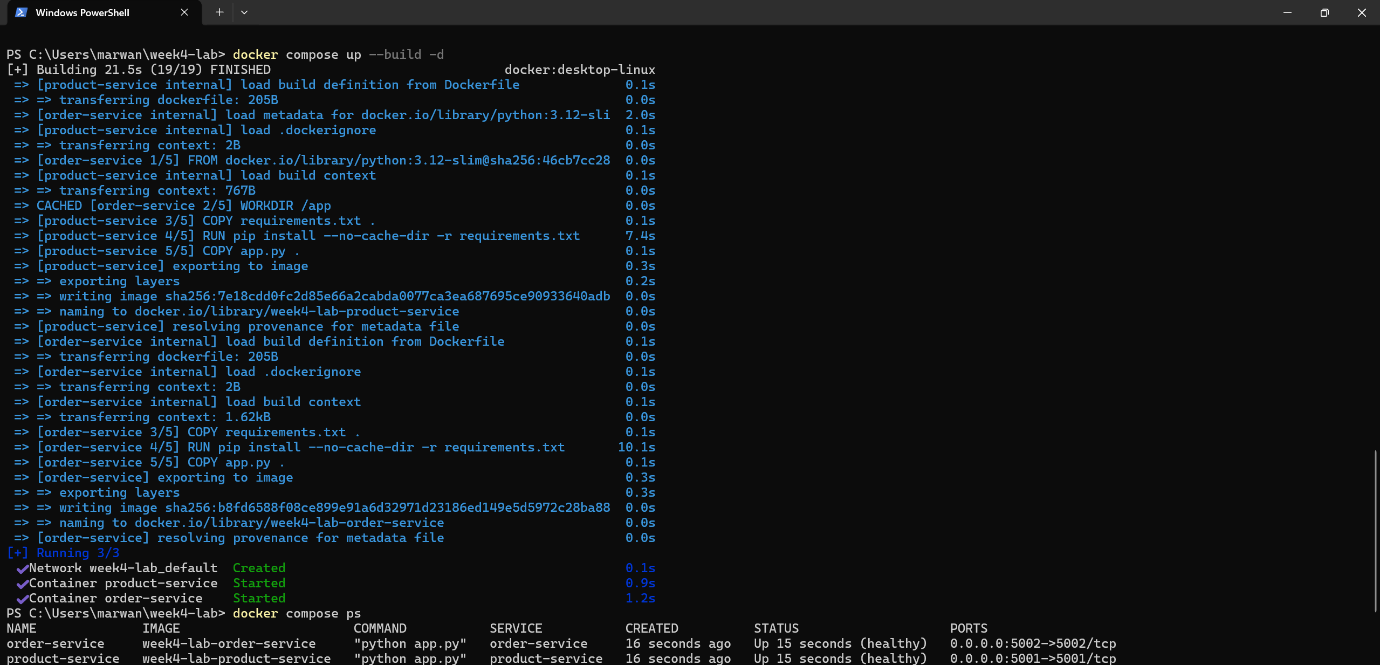 Windows PowerShell
PS C:\Users\marwan\week4-lab> docker compose up --build -d
[+] Building 21.5s (19/19) FINISHED docker:desktop-linux
=> [product-service internal] load build definition from Dockerfile 0.1s
=> => transferring dockerfile: 205B 0.0s
=> [order-service internal] load metadata for docker.io/library/python:3.12-sli 2.0s
=> [product-service internal] load .dockerignore 0.1s
=> => transferring context: 2B 0.0s
=> [order-service 1/5] FROM docker.io/library/python:3.12-slim@sha256:46cb7cc28 0.0s
=> [product-service internal] load build context 0.1s
=> => transferring context: 767B 0.0s
=> CACHED [order-service 2/5] WORKDIR /app 0.0s
=> [product-service 3/5] COPY requirements.txt . 0.1s
=> [product-service 4/5] RUN pip install --no-cache-dir -r requirements.txt 7.4s
=> [product-service 5/5] COPY app.py . 0.1s
=> [product-service] exporting to image 0.3s
=> => exporting layers 0.2s
=> => writing image sha256:7e18cdd0fc2d85e66a2cabda0077ca3ea687695ce90933640adb 0.0s
=> => naming to docker.io/library/week4-lab-product-service 0.0s
=> [product-service] resolving provenance for metadata file 0.0s
=> [order-service internal] load build definition from Dockerfile 0.1s
=> => transferring dockerfile: 205B 0.0s
=> [order-service internal] load .dockerignore 0.1s
=> => transferring context: 2B 0.0s
=> [order-service internal] load build context 0.1s
=> => transferring context: 1.62kB 0.0s
=> [order-service 3/5] COPY requirements.txt . 0.1s
=> [order-service 4/5] RUN pip install --no-cache-dir -r requirements.txt 10.1s
=> [order-service 5/5] COPY app.py . 0.1s
=> [order-service] exporting to image 0.3s
=> => exporting layers 0.3s
=> => writing image sha256:b8fd6588f08ce899e91a6d32971d23186ed149e5d5972c28ba88 0.0s
=> => naming to docker.io/library/week4-lab-order-service 0.0s
=> [order-service] resolving provenance for metadata file 0.0s
[+] Running 3/3
✔Network week4-lab_default Created 0.1s
✔Container product-service Started 0.9s
✔Container order-service Started 1.2s
PS C:\Users\marwan\week4-lab> docker compose ps
NAME IMAGE COMMAND SERVICE CREATED STATUS PORTS
order-service week4-lab-order-service "python app.py" order-service 16 seconds ago Up 15 seconds (healthy) 0.0.0.0:5002->5002/tcp
product-service week4-lab-product-service "python app.py" product-service 16 seconds ago Up 15 seconds (healthy) 0.0.0.0:5001->5001/tcp